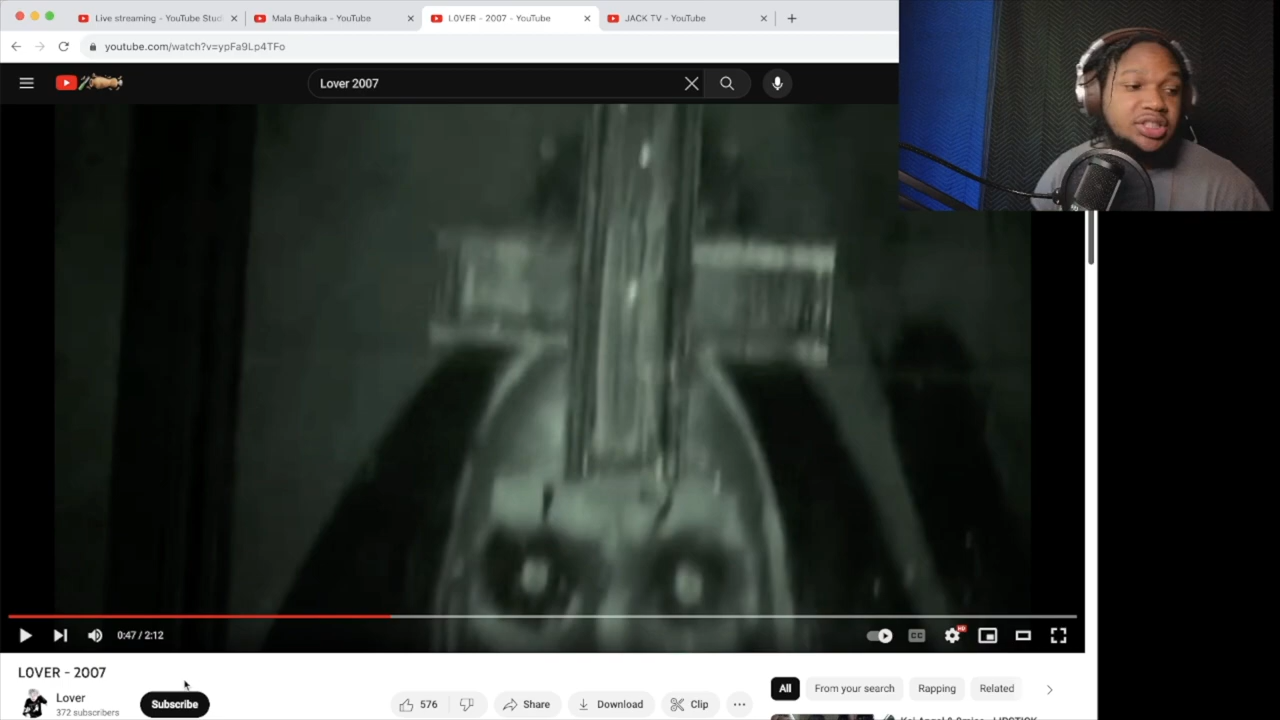 Live streaming - YouTube Stud
Mala Buhaika - YouTube
LOVER - 2007 - YouTube
JACK TV - YouTube
youtube.com/watch?v=ypFa9Lp4TFo
Lover 2007
0:47 / 2:12
CC
HD
LOVER - 2007
Lover
372 subscribers
Subscribe
576
Share
Download
Clip
All
From your search
Rapping
Related